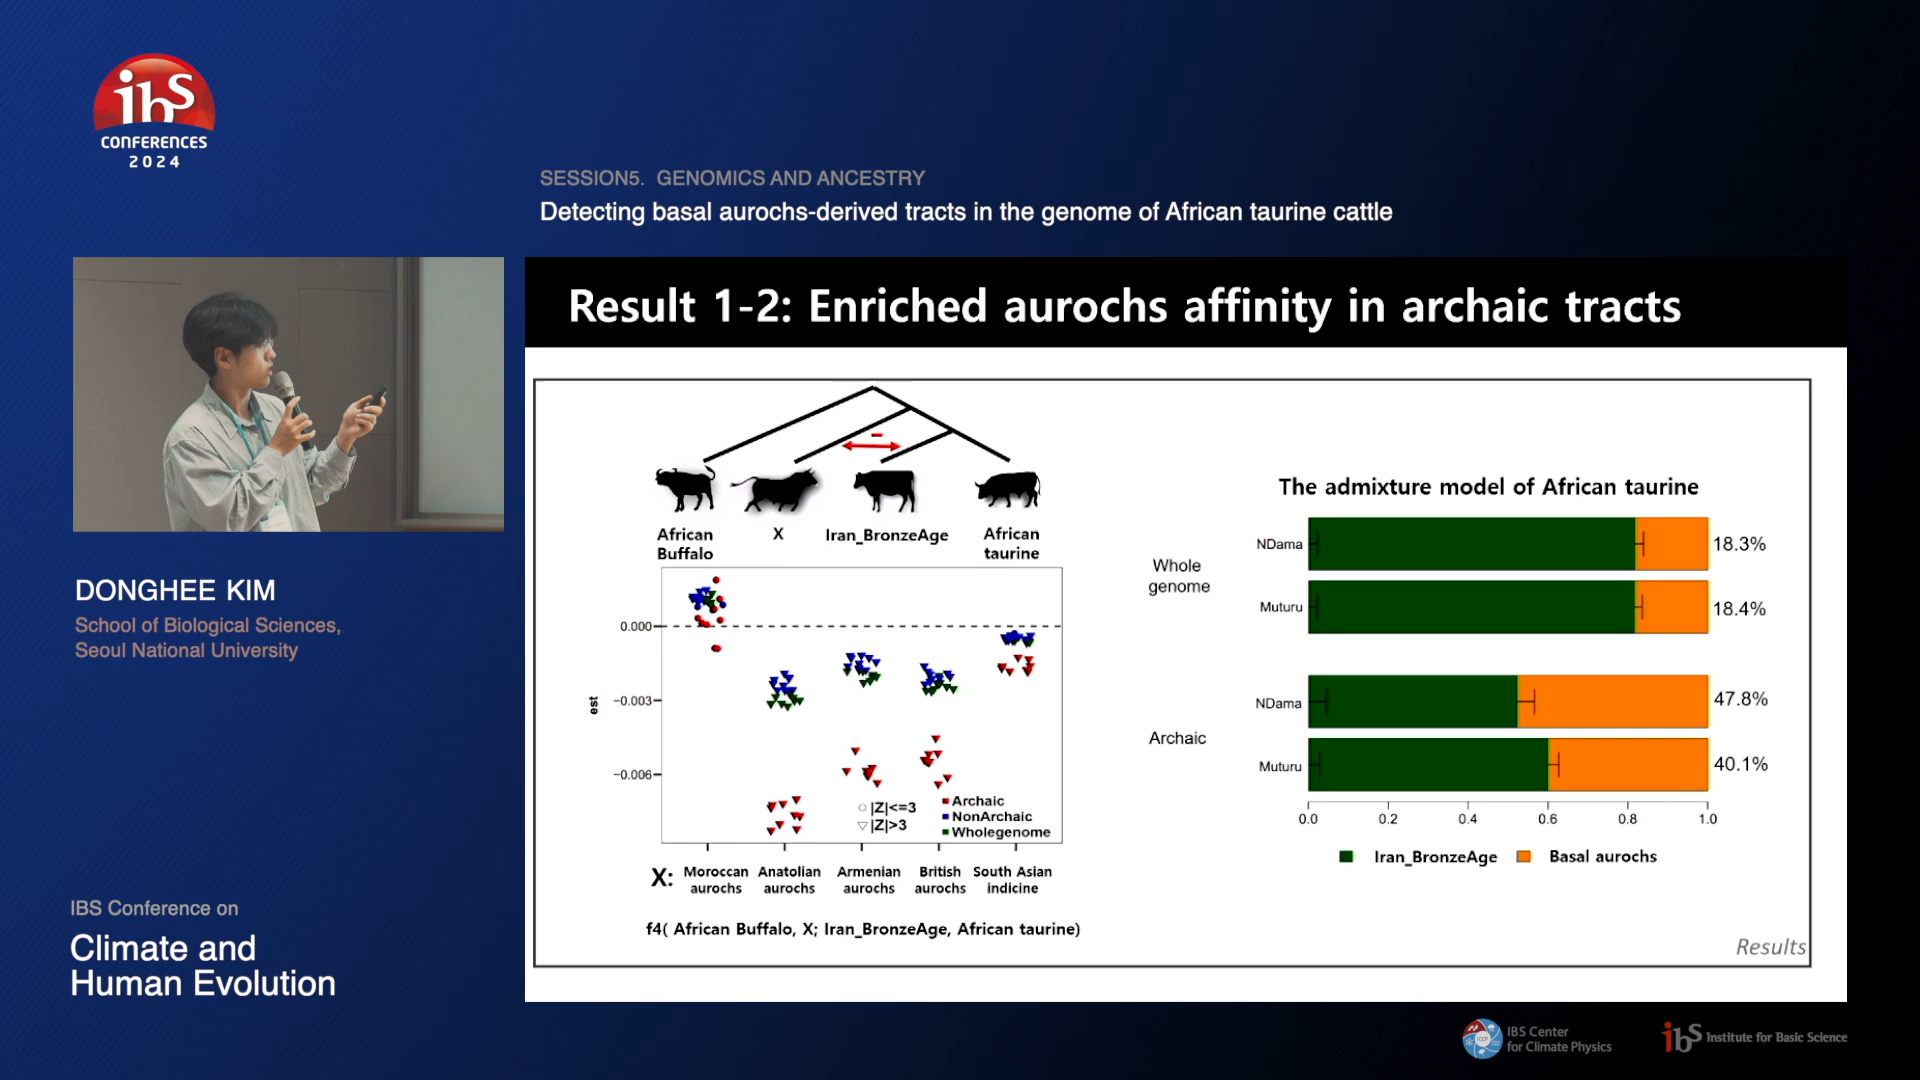 ibs
CONFERENCES
2024
SESSION5. GENOMICS AND ANCESTRY
Detecting basal aurochs-derived tracts in the genome of African taurine cattle
DONGHEE KIM
School of Biological Sciences,
Seoul National University
IBS Conference on
Climate and
Human Evolution
Result 1-2: Enriched aurochs affinity in archaic tracts
–
African
Buffalo
X
Iran_BronzeAge
African
taurine
est
0.000
−0.003
−0.006
|Z|<=3
|Z|>3
Archaic
NonArchaic
Wholegenome
X:
Moroccan
aurochs
Anatolian
aurochs
Armenian
aurochs
British
aurochs
South Asian
indicine
f4( African Buffalo, X; Iran_BronzeAge, African taurine)
The admixture model of African taurine
Whole
genome
NDama
18.3%
Muturu
18.4%
Archaic
NDama
47.8%
Muturu
40.1%
0.0 0.2 0.4 0.6 0.8 1.0
Iran_BronzeAge
Basal aurochs
Results
IBS Center
for Climate Physics
ibs Institute for Basic Science